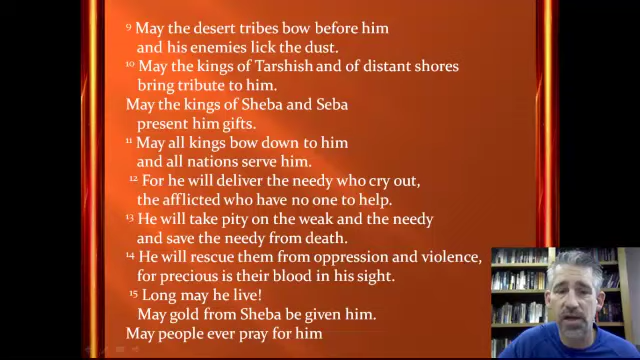 9 May the desert tribes bow before him
and his enemies lick the dust.
10 May the kings of Tarshish and of distant shores
bring tribute to him.
May the kings of Sheba and Seba
present him gifts.
11 May all kings bow down to him
and all nations serve him.
12 For he will deliver the needy who cry out,
the afflicted who have no one to help.
13 He will take pity on the weak and the needy
and save the needy from death.
14 He will rescue them from oppression and violence,
for precious is their blood in his sight.
15 Long may he live!
May gold from Sheba be given him.
May people ever pray for him